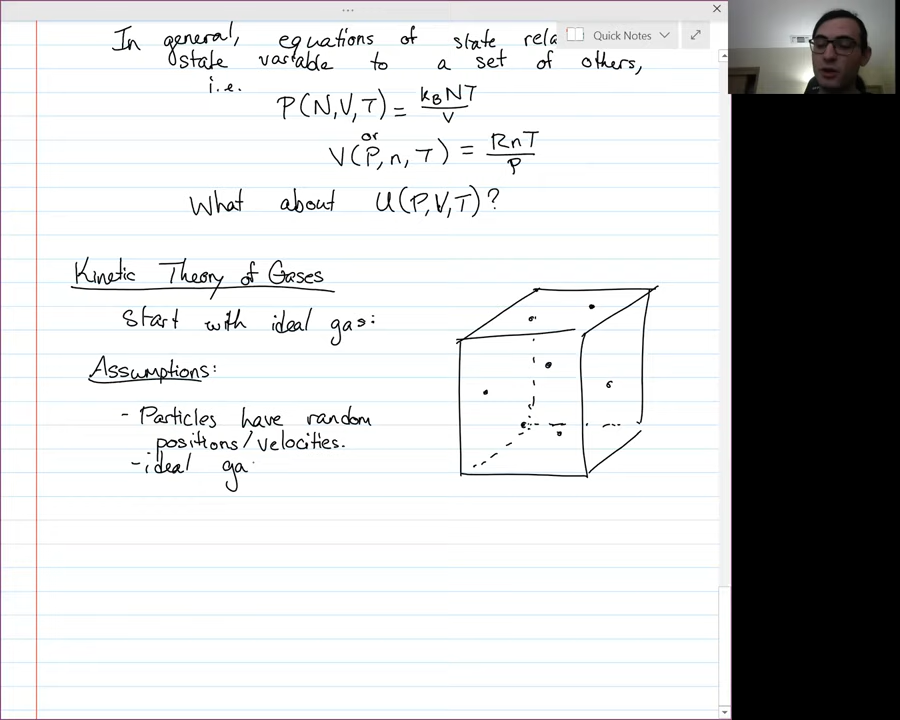 In general, equations of state rela
Quick Notes
state variable to a set of others,
i.e.
P(N,V,T) = k_B NT / V
or
V(P,n,T) = RnT / P
What about U(P,V,T)?
Kinetic Theory of Gases
Start with ideal gas:
Assumptions:
- Particles have random
positions/velocities.
- ideal ga